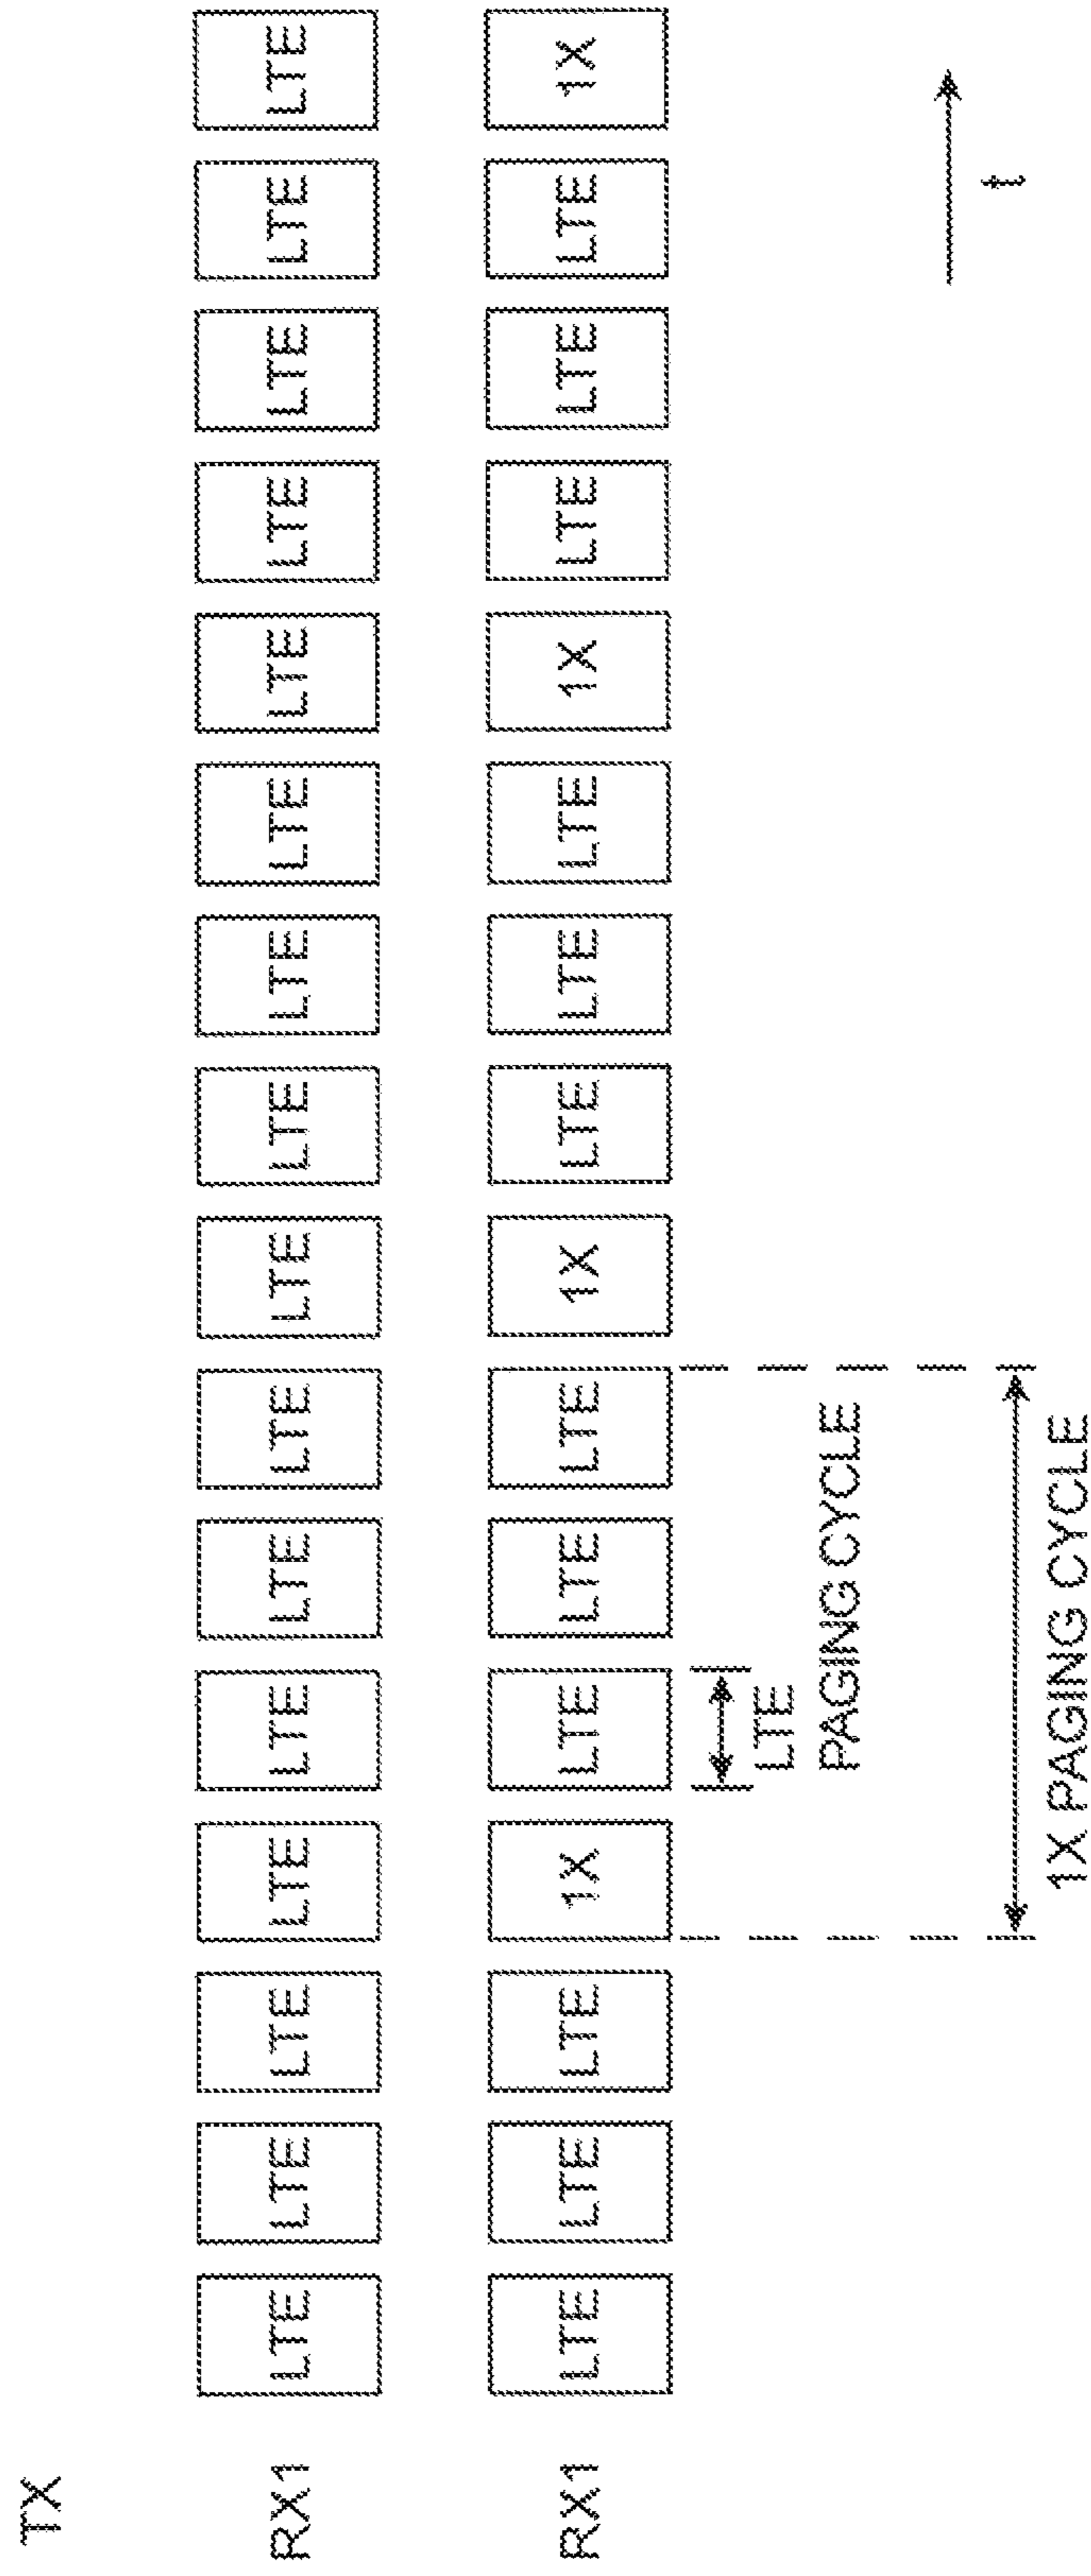 TX
RX1 LTE LTE LTE LTE LTE LTE LTE LTE LTE LTE LTE LTE LTE LTE LTE LTE
RX1 LTE LTE LTE 1X LTE LTE LTE 1X LTE LTE LTE 1X LTE LTE LTE 1X
LTE
PAGING CYCLE
1X PAGING CYCLE
t